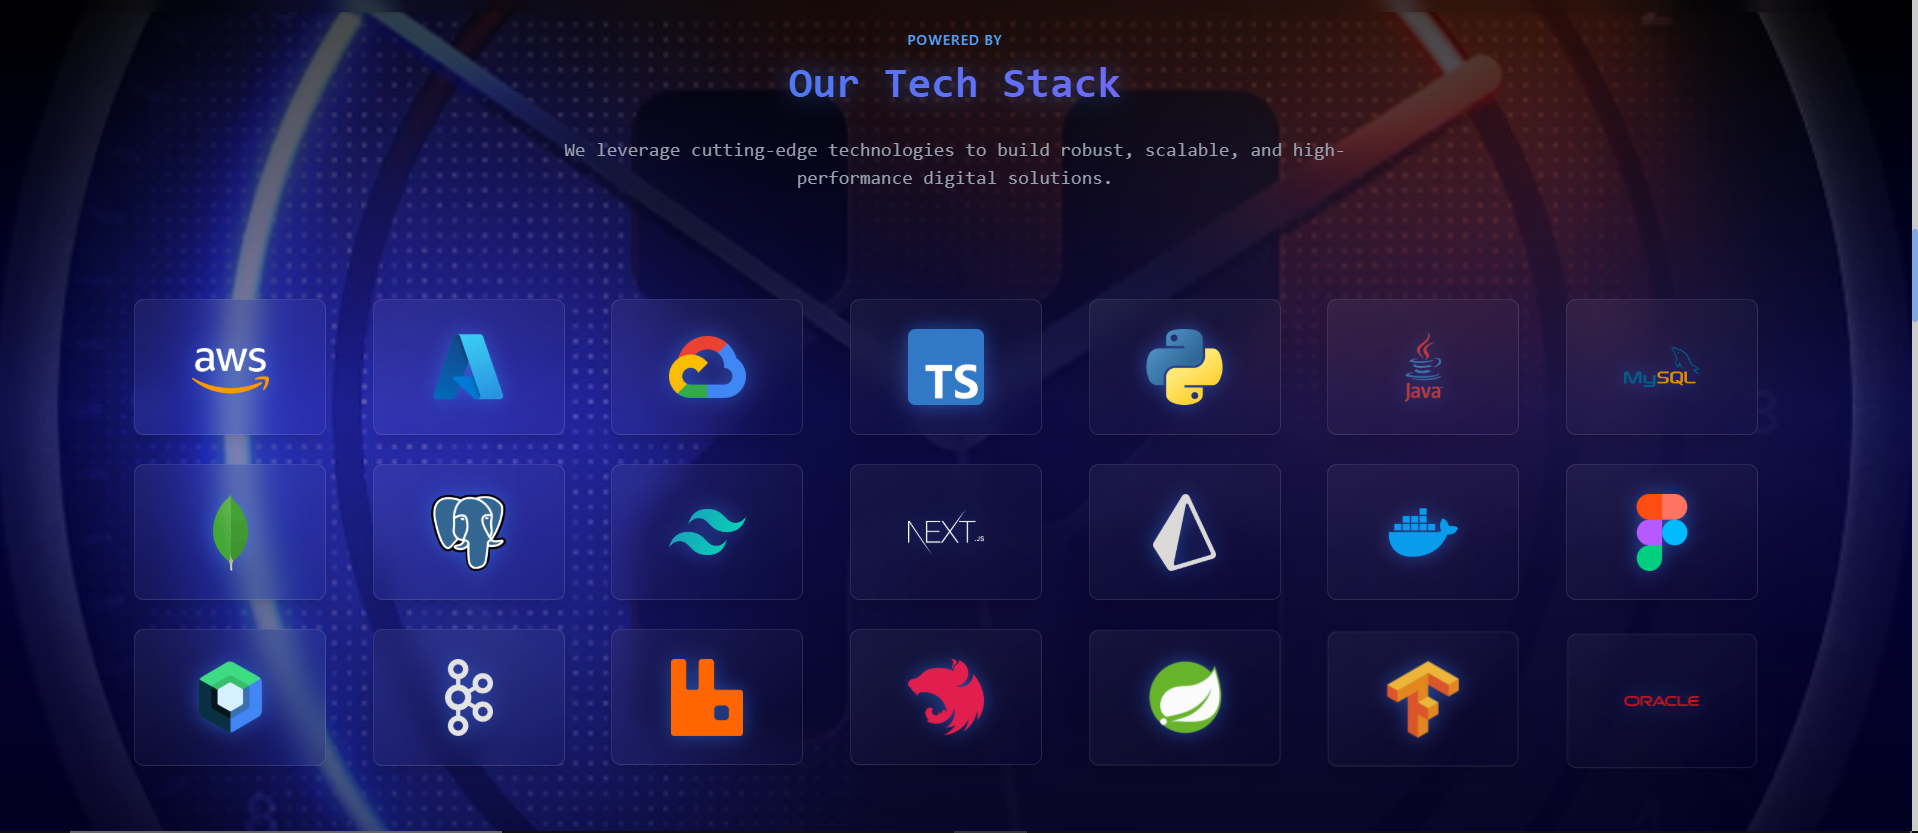 POWERED BY
Our Tech Stack
We leverage cutting-edge technologies to build robust, scalable, and high-
performance digital solutions.
aws
TS
Java
MySQL
NEXT.JS
ORACLE
8